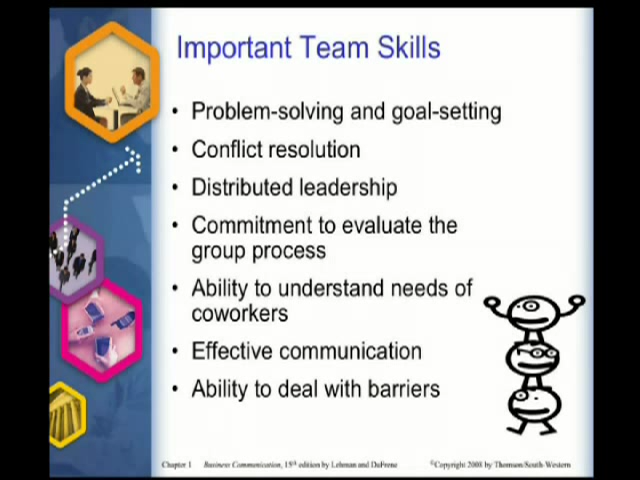 Important Team Skills
• Problem-solving and goal-setting
• Conflict resolution
• Distributed leadership
• Commitment to evaluate the
group process
• Ability to understand needs of
coworkers
• Effective communication
• Ability to deal with barriers
Chapter 1 Business Communication, 15th edition by Lehman and DuFrene ©Copyright 2008 by Thomson/South-Western